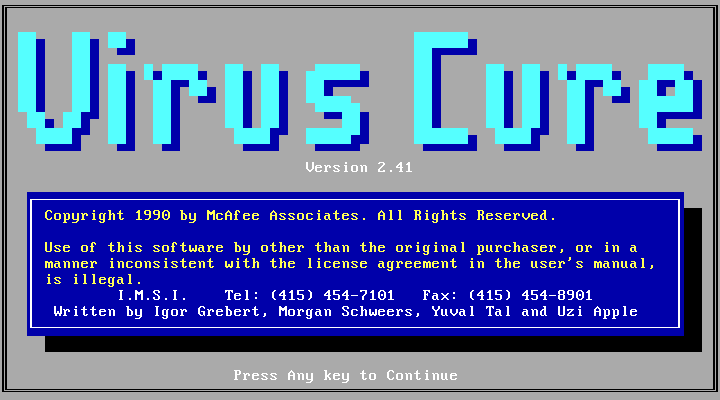 Virus Cure
Version 2.41
Copyright 1990 by McAfee Associates. All Rights Reserved.
Use of this software by other than the original purchaser, or in a
manner inconsistent with the license agreement in the user's manual,
is illegal.
I.M.S.I. Tel: (415) 454-7101 Fax: (415) 454-8901
Written by Igor Grebert, Morgan Schweers, Yuval Tal and Uzi Apple
Press Any key to Continue